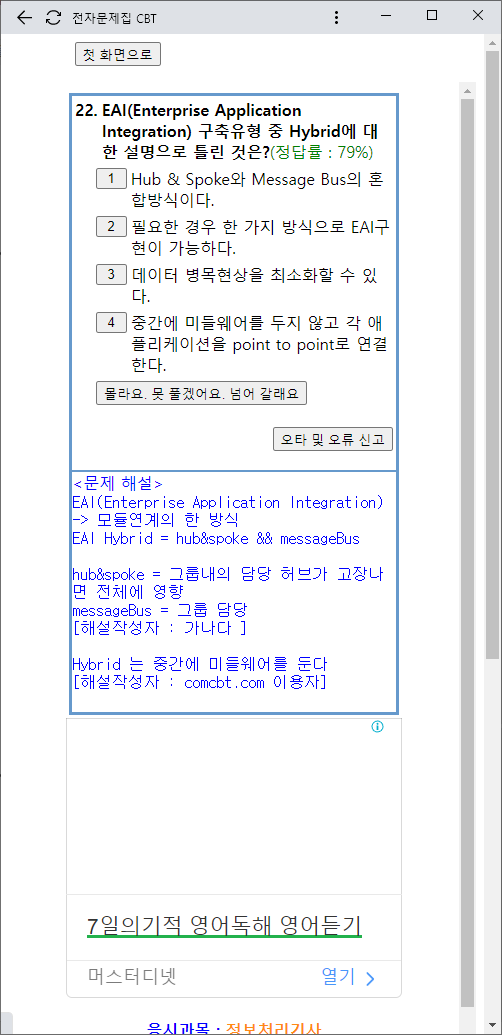 전자문제집 CBT
첫 화면으로
22. EAI(Enterprise Application
Integration) 구축유형 중 Hybrid에 대
한 설명으로 틀린 것은?(정답률 : 79%)
1 Hub & Spoke와 Message Bus의 혼
합방식이다.
2 필요한 경우 한 가지 방식으로 EAI구
현이 가능하다.
3 데이터 병목현상을 최소화할 수 있
다.
4 중간에 미들웨어를 두지 않고 각 애
플리케이션을 point to point로 연결
한다.
몰라요. 못 풀겠어요. 넘어 갈래요
오타 및 오류 신고
<문제 해설>
EAI(Enterprise Application Integration)
-> 모듈연계의 한 방식
EAI Hybrid = hub&spoke && messageBus
hub&spoke = 그룹내의 담당 허브가 고장나
면 전체에 영향
messageBus = 그룹 담당
[해설작성자 : 가나다 ]
Hybrid 는 중간에 미들웨어를 둔다
[해설작성자 : comcbt.com 이용자]
7일의기적 영어독해 영어듣기
머스터디넷
열기
응시과목 : 정보처리기사